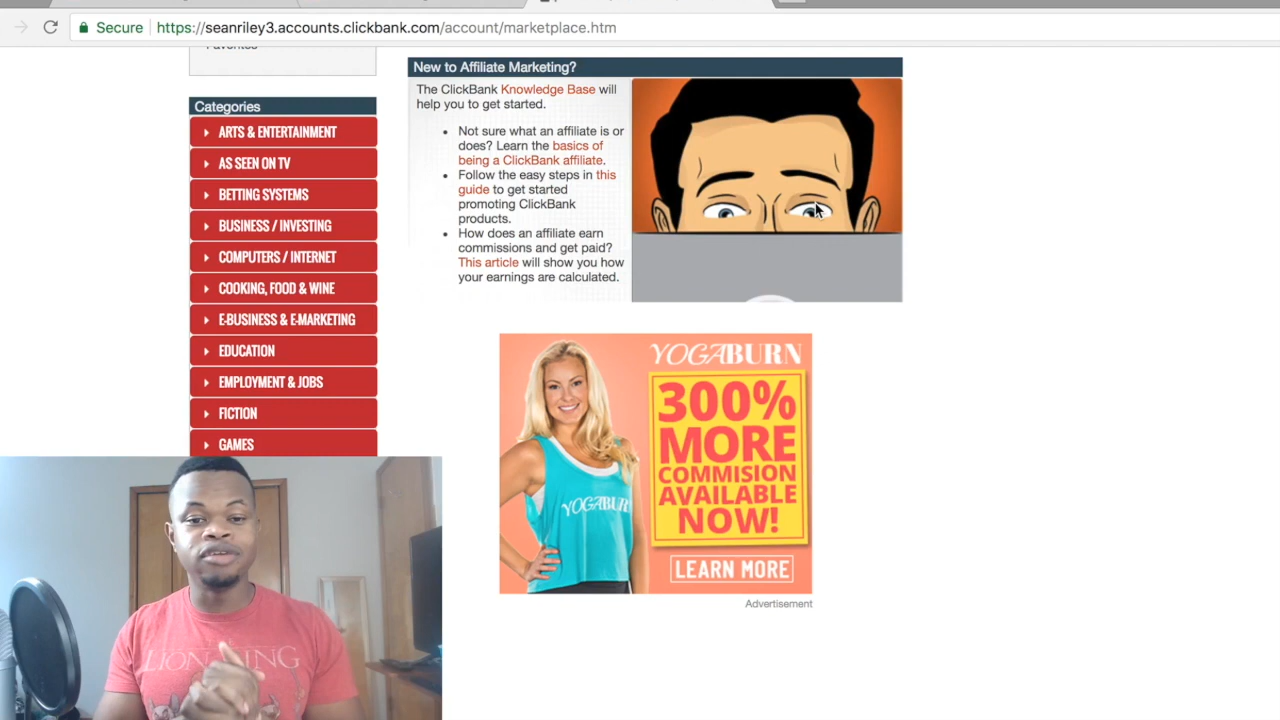 Secure
https://seanriley3.accounts.clickbank.com/account/marketplace.htm
Favorites
Categories
ARTS & ENTERTAINMENT
AS SEEN ON TV
BETTING SYSTEMS
BUSINESS / INVESTING
COMPUTERS / INTERNET
COOKING, FOOD & WINE
E-BUSINESS & E-MARKETING
EDUCATION
EMPLOYMENT & JOBS
FICTION
GAMES
New to Affiliate Marketing?
The ClickBank Knowledge Base will
help you to get started.
Not sure what an affiliate is or
does? Learn the basics of
being a ClickBank affiliate.
Follow the easy steps in this
guide to get started
promoting ClickBank
products.
How does an affiliate earn
commissions and get paid?
This article will show you how
your earnings are calculated.
YOGABURN
300%
MORE
COMMISION
AVAILABLE
NOW!
LEARN MORE
YOGABUR
Advertisement
LION KING